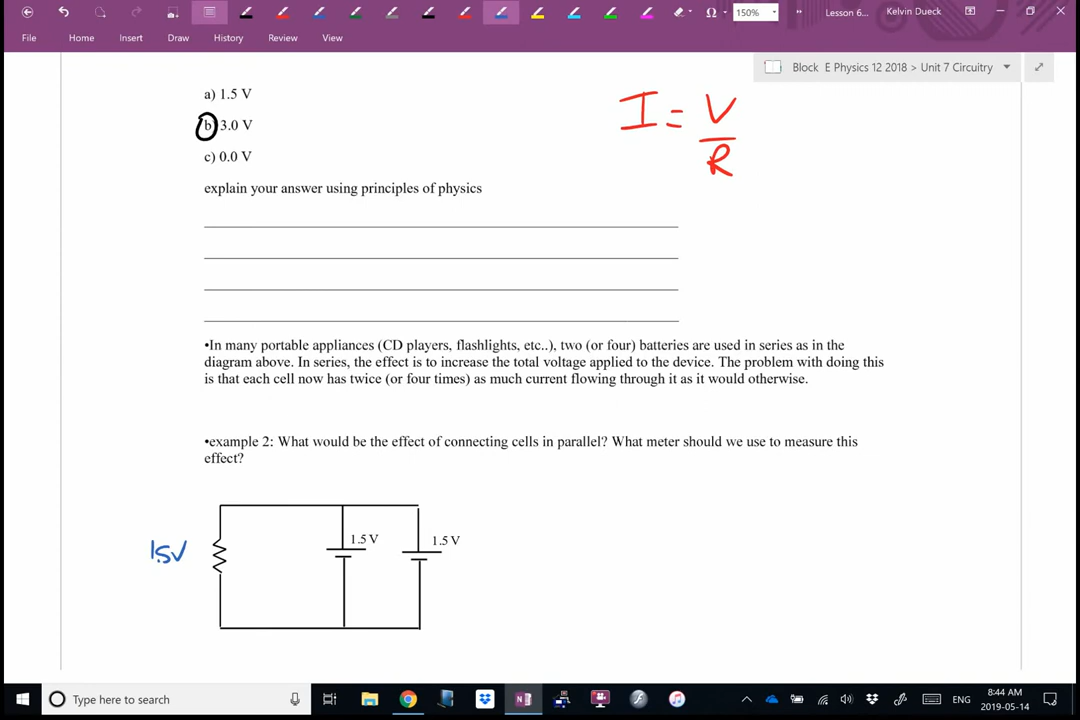 150%
Lesson 6...
Kelvin Dueck
File
Home
Insert
Draw
History
Review
View
Block E Physics 12 2018 > Unit 7 Circuitry
a) 1.5 V
b) 3.0 V
c) 0.0 V
I = V
R
explain your answer using principles of physics
•In many portable appliances (CD players, flashlights, etc..), two (or four) batteries are used in series as in the
diagram above. In series, the effect is to increase the total voltage applied to the device. The problem with doing this
is that each cell now has twice (or four times) as much current flowing through it as it would otherwise.
•example 2: What would be the effect of connecting cells in parallel? What meter should we use to measure this
effect?
1.5V
1.5 V
1.5 V
Type here to search
ENG
8:44 AM
2019-05-14